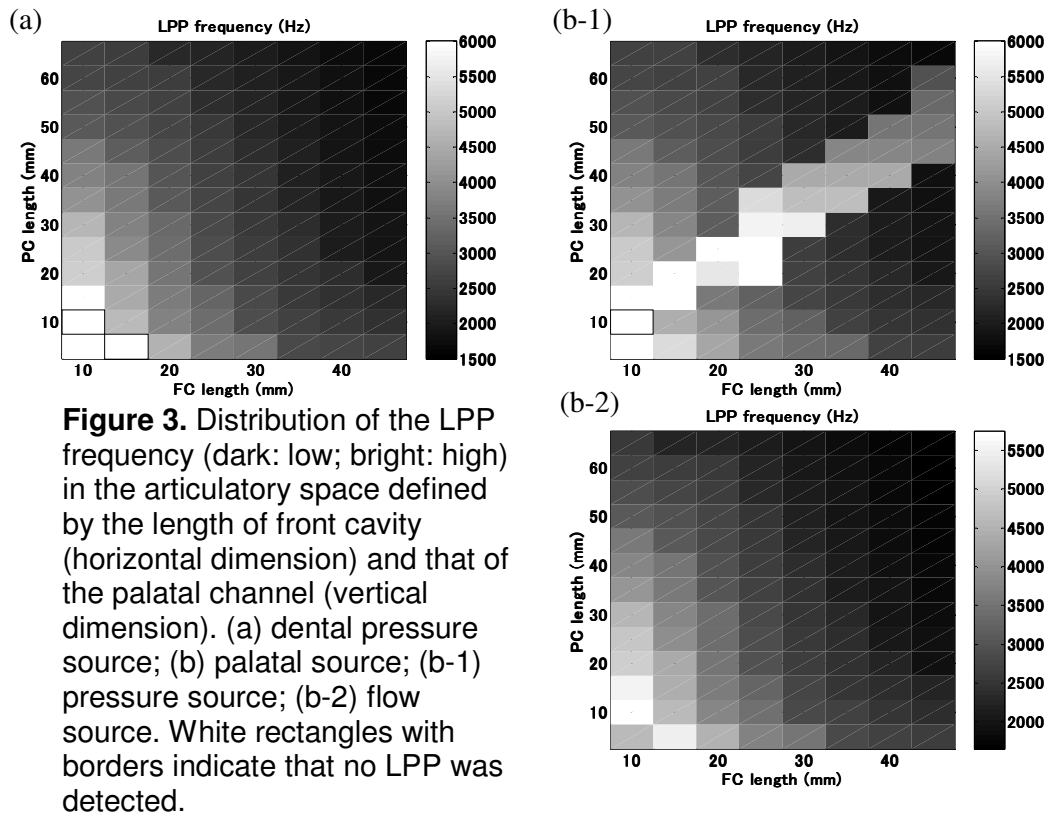 (a)
LPP frequency (Hz)
PC length (mm)
60
50
40
30
20
10
10 20 30 40
FC length (mm)
6000
5500
5000
4500
4000
3500
3000
2500
2000
1500
(b-1)
LPP frequency (Hz)
PC length (mm)
60
50
40
30
20
10
10 20 30 40
FC length (mm)
6000
5500
5000
4500
4000
3500
3000
2500
2000
1500
Figure 3. Distribution of the LPP
frequency (dark: low; bright: high)
in the articulatory space defined
by the length of front cavity
(horizontal dimension) and that of
the palatal channel (vertical
dimension). (a) dental pressure
source; (b) palatal source; (b-1)
pressure source; (b-2) flow
source. White rectangles with
borders indicate that no LPP was
detected.
(b-2)
LPP frequency (Hz)
PC length (mm)
60
50
40
30
20
10
10 20 30 40
FC length (mm)
5500
5000
4500
4000
3500
3000
2500
2000